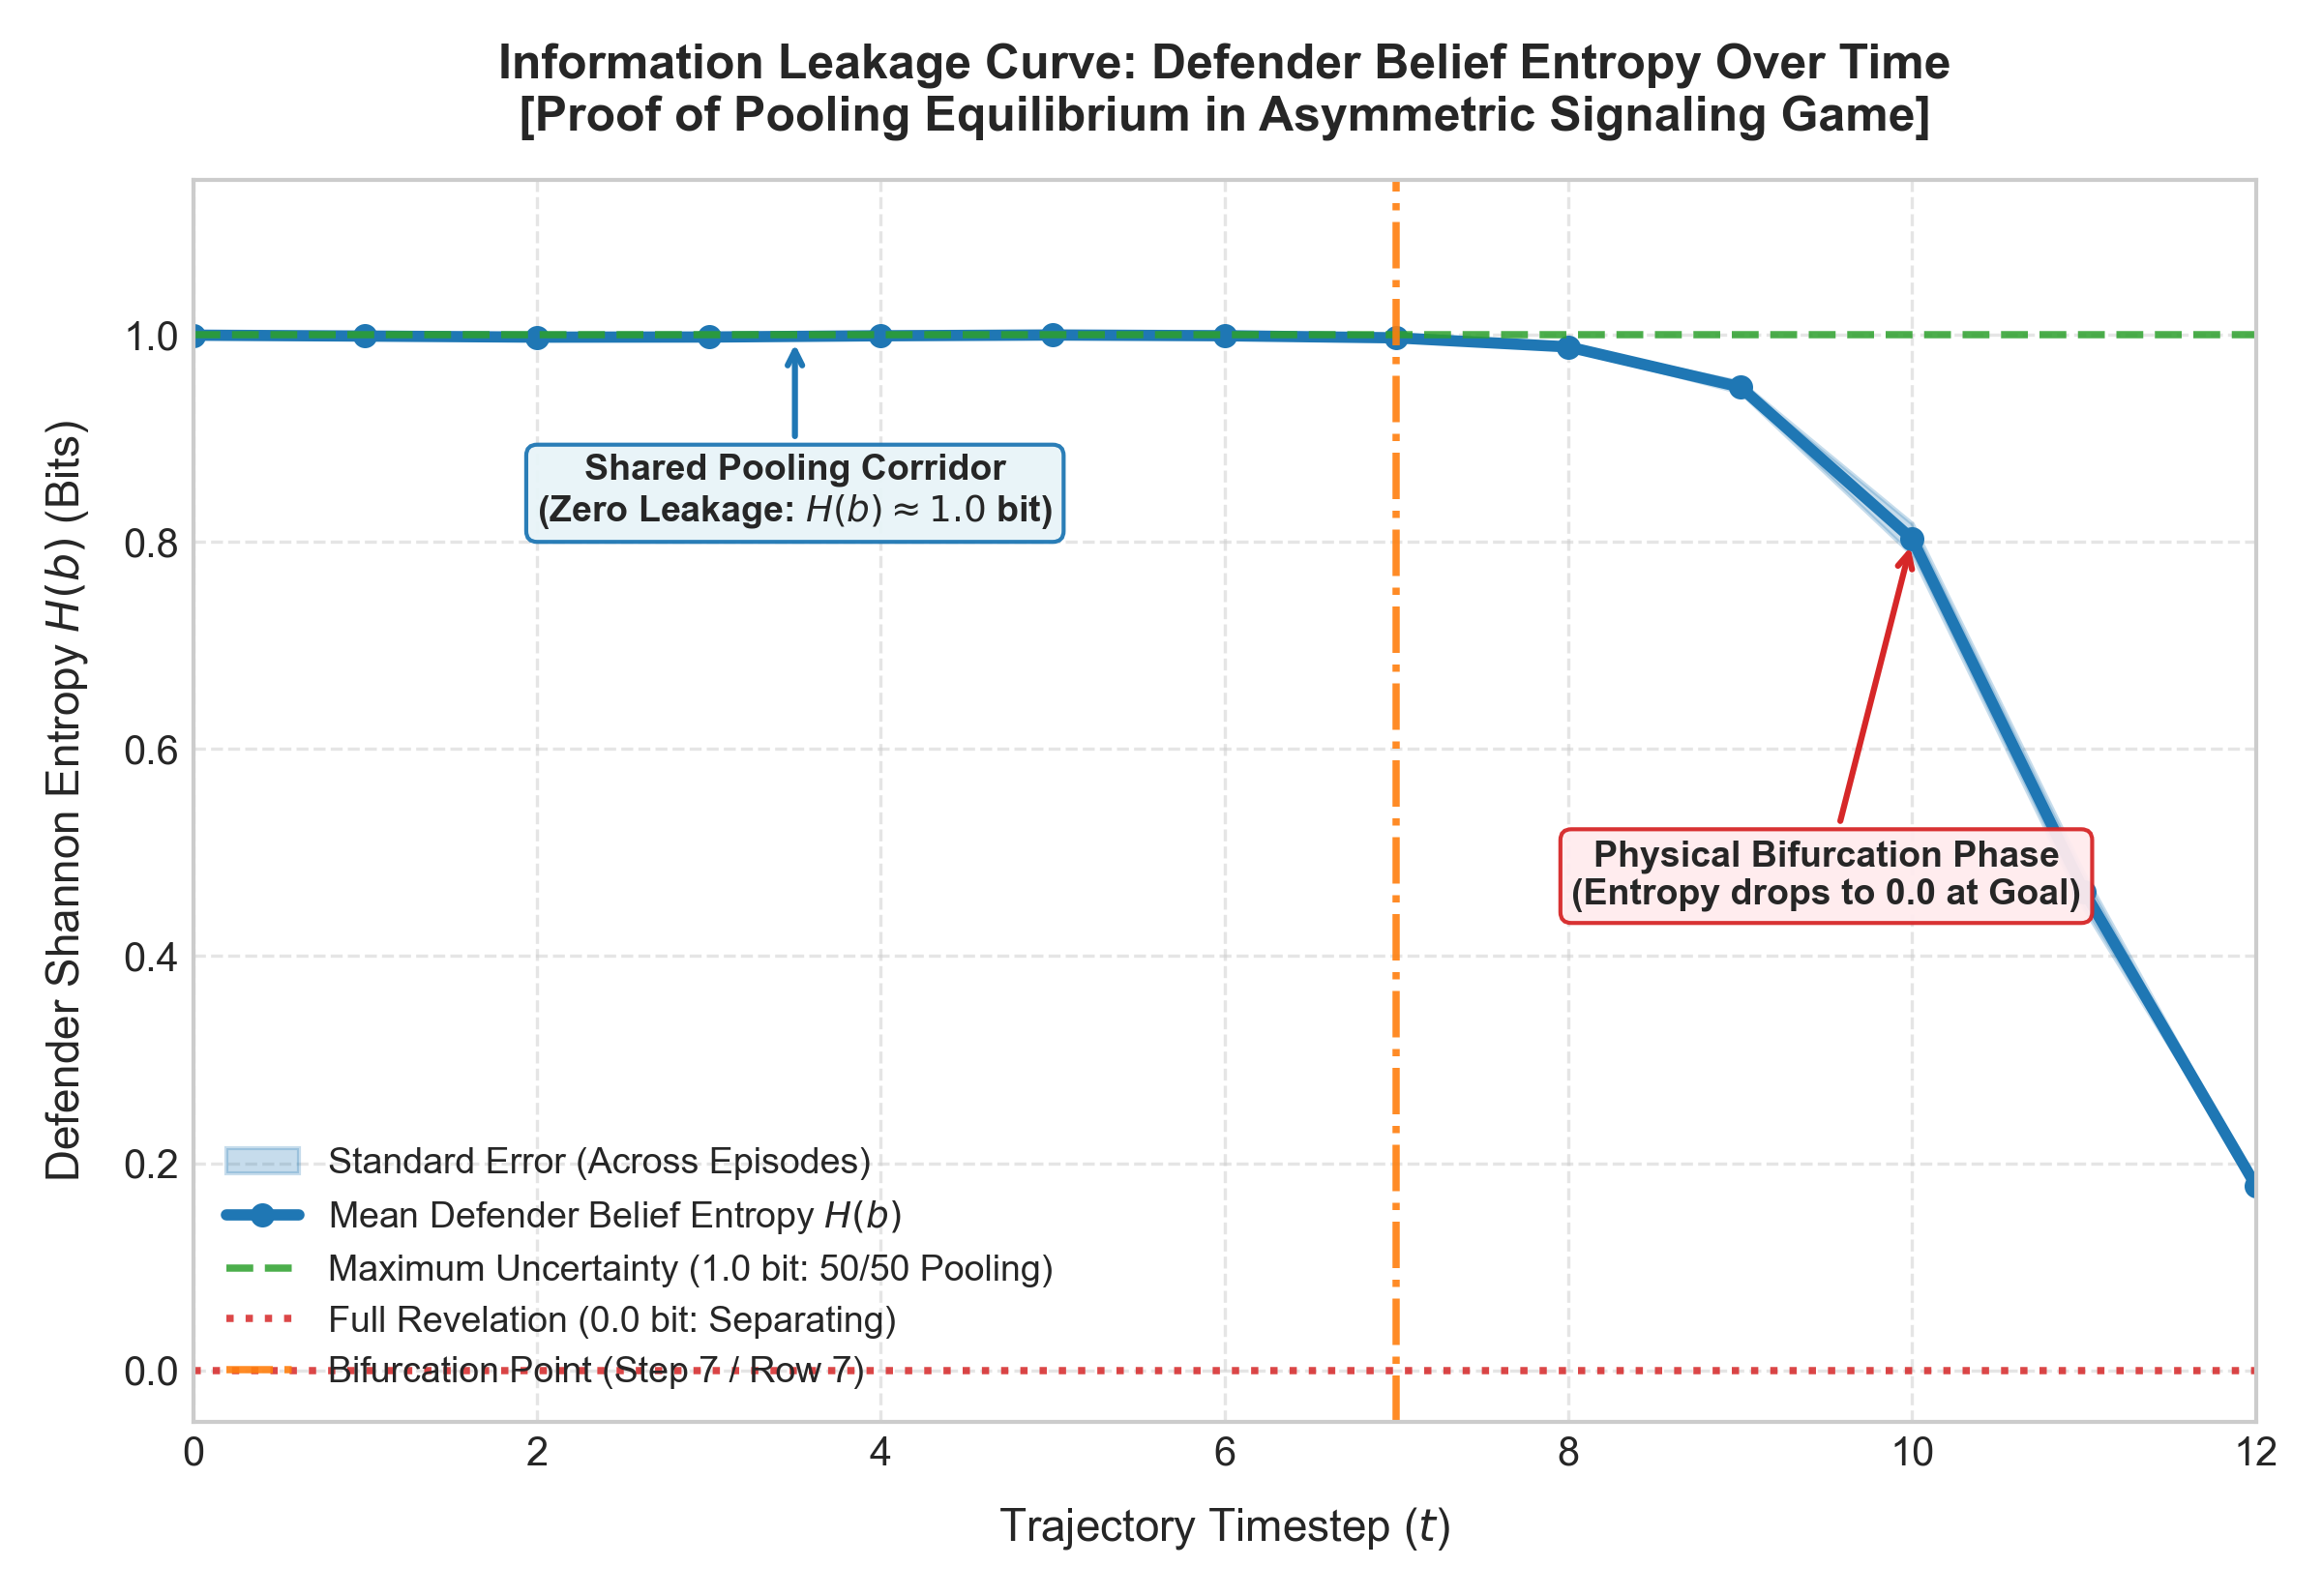 Information Leakage Curve: Defender Belief Entropy Over Time
[Proof of Pooling Equilibrium in Asymmetric Signaling Game]
Defender Shannon Entropy H(b) (Bits)
1.0
0.8
0.6
0.4
0.2
0.0
Shared Pooling Corridor
(Zero Leakage: H(b) ≈ 1.0 bit)
Physical Bifurcation Phase
(Entropy drops to 0.0 at Goal)
Standard Error (Across Episodes)
Mean Defender Belief Entropy H(b)
Maximum Uncertainty (1.0 bit: 50/50 Pooling)
Full Revelation (0.0 bit: Separating)
Bifurcation Point (Step 7 / Row 7)
0 2 4 6 8 10 12
Trajectory Timestep (t)